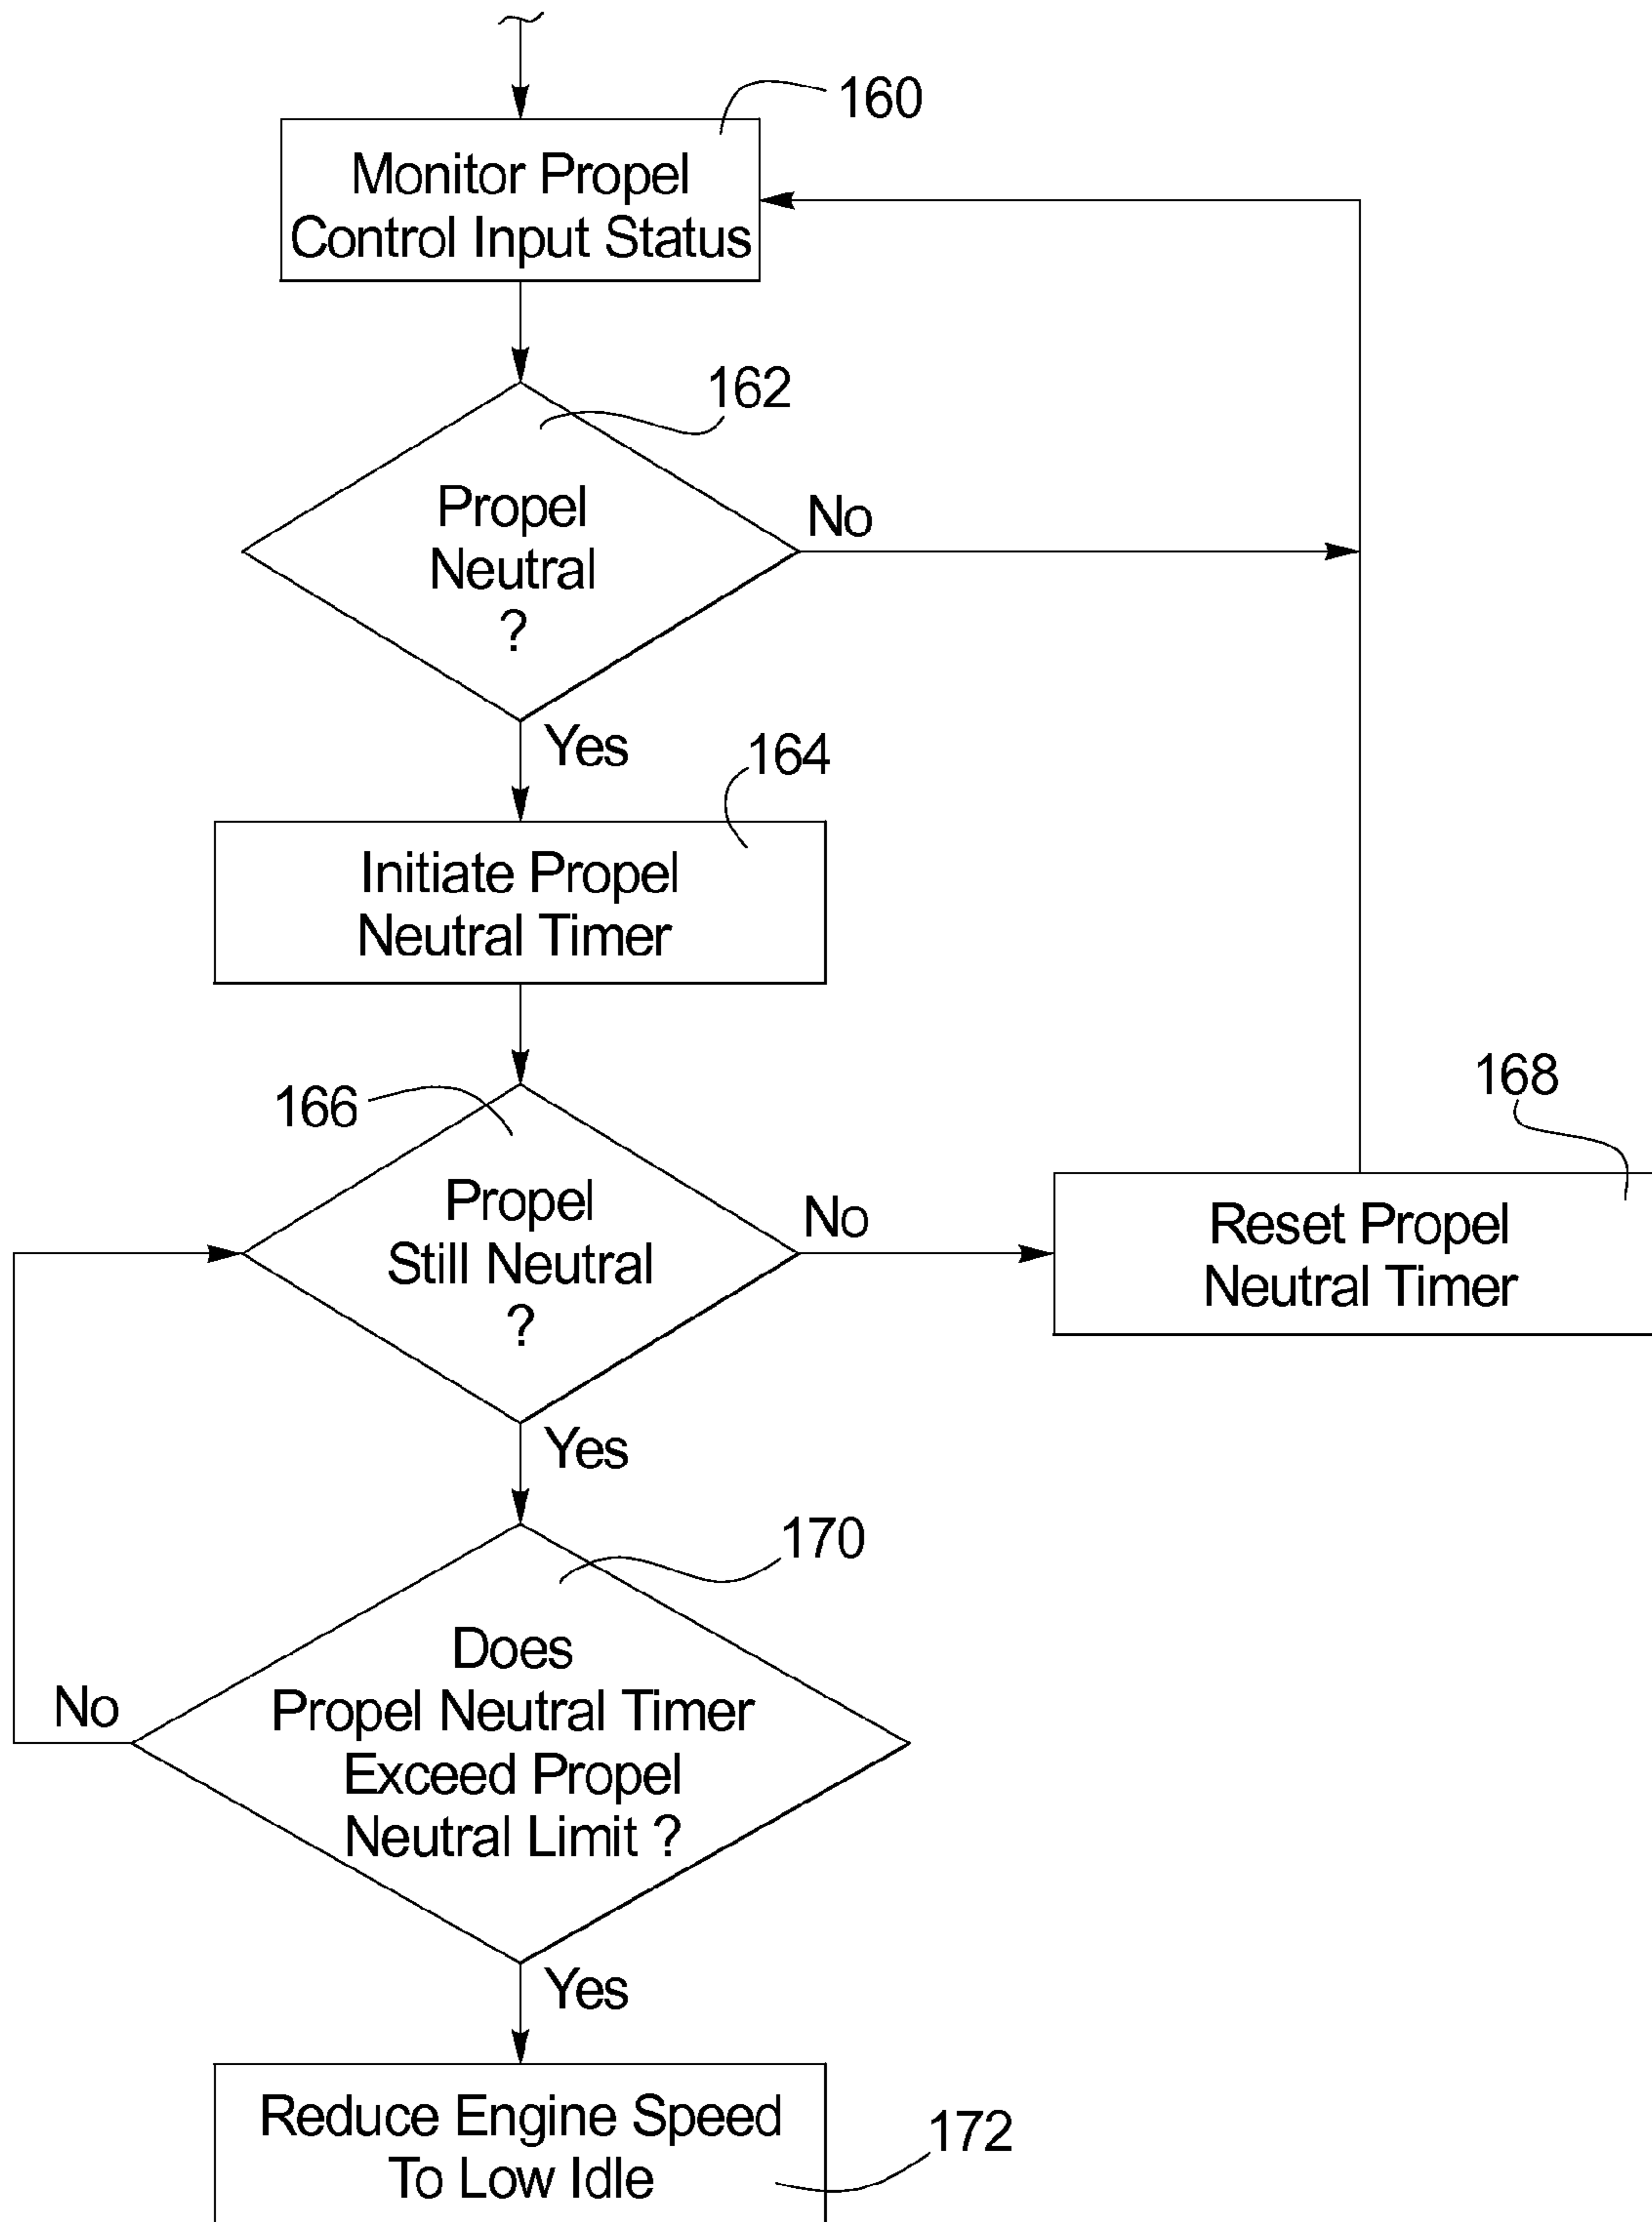 160
Monitor Propel
Control Input Status
162
Propel
Neutral
?
No
Yes
164
Initiate Propel
Neutral Timer
166
Propel
Still Neutral
?
No
168
Reset Propel
Neutral Timer
Yes
170
Does
Propel Neutral Timer
Exceed Propel
Neutral Limit ?
No
Yes
Reduce Engine Speed
To Low Idle
172